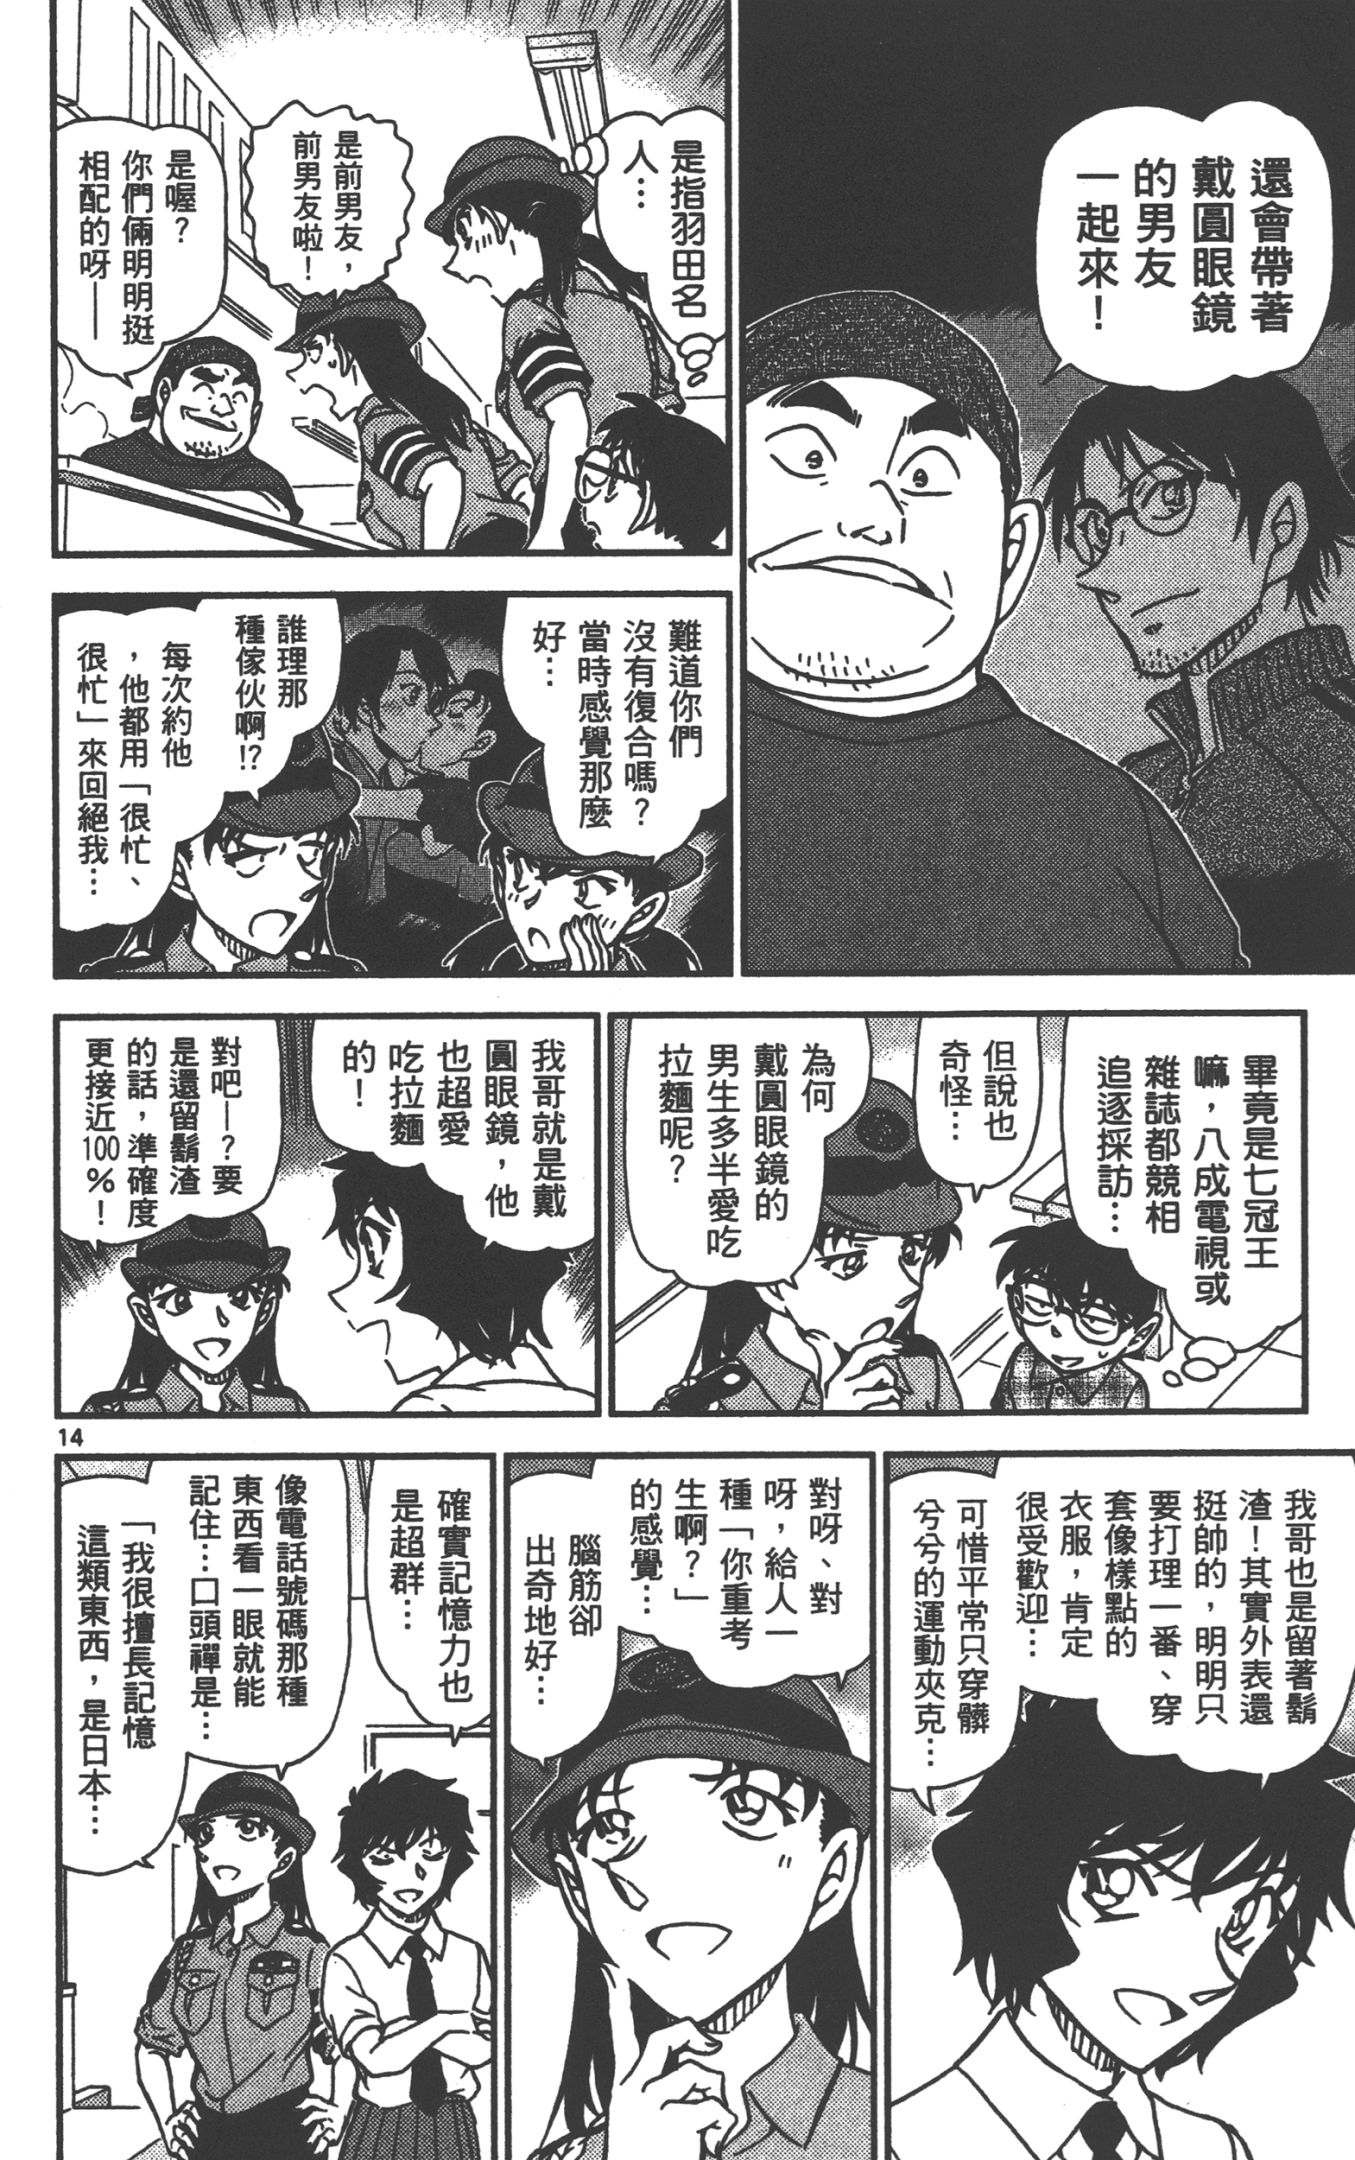 還會帶著
戴圓眼鏡
的男友
一起來！
是指羽田名
人…
是前男友，
前男友啦！
是喔？
你們倆明明挺
相配的呀——
難道你們
沒有復合嗎？
當時感覺那麼
好…
誰理那
種傢伙啊!?
每次約他
，他都用「很忙、
很忙」來回絕我…
畢竟是七冠王
嘛，八成電視或
雜誌都競相
追逐採訪…
但說也
奇怪…
為何
戴圓眼鏡的
男生多半愛吃
拉麵呢？
我哥就是戴
圓眼鏡，他
也超愛
吃拉麵
的！
對吧—？要
是還留鬍渣
的話，準確度
更接近100％！
14
我哥也是留著鬍
渣！其實外表還
挺帥的，明明只
要打理一番、穿
套像樣點的
衣服，肯定
很受歡迎…
可惜平常只穿髒
兮兮的運動夾克…
對呀、對
呀，給人一
種「你重考
生啊？」
的感覺…
腦筋卻
出奇地好…
確實記憶力也
是超群…
像電話號碼那種
東西看一眼就能
記住…口頭禪是…
「我很擅長記憶
這類東西，是日本…